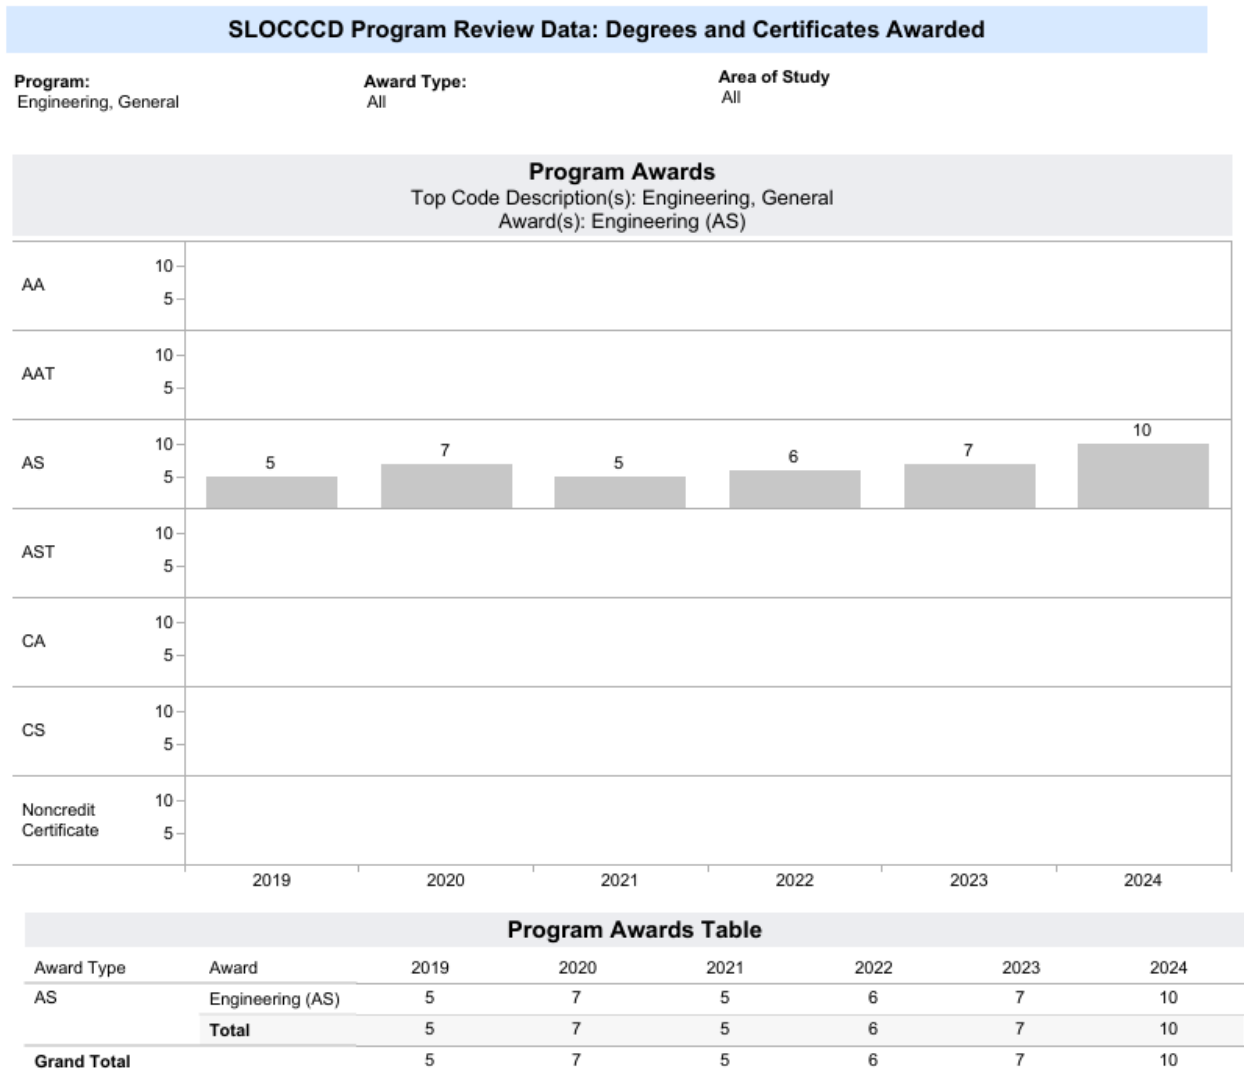 SLOCCCD Program Review Data: Degrees and Certificates Awarded
Program: Award Type: Area of Study
Engineering, General All All
Program Awards
Top Code Description(s): Engineering, General
Award(s): Engineering (AS)
AA 10 5
AAT 10 5
AS 10 5 5 7 5 6 7 10
AST 10 5
CA 10 5
CS 10 5
Noncredit 10
Certificate 5
2019 2020 2021 2022 2023 2024
Program Awards Table
Award Type Award 2019 2020 2021 2022 2023 2024
AS Engineering (AS) 5 7 5 6 7 10
Total 5 7 5 6 7 10
Grand Total 5 7 5 6 7 10